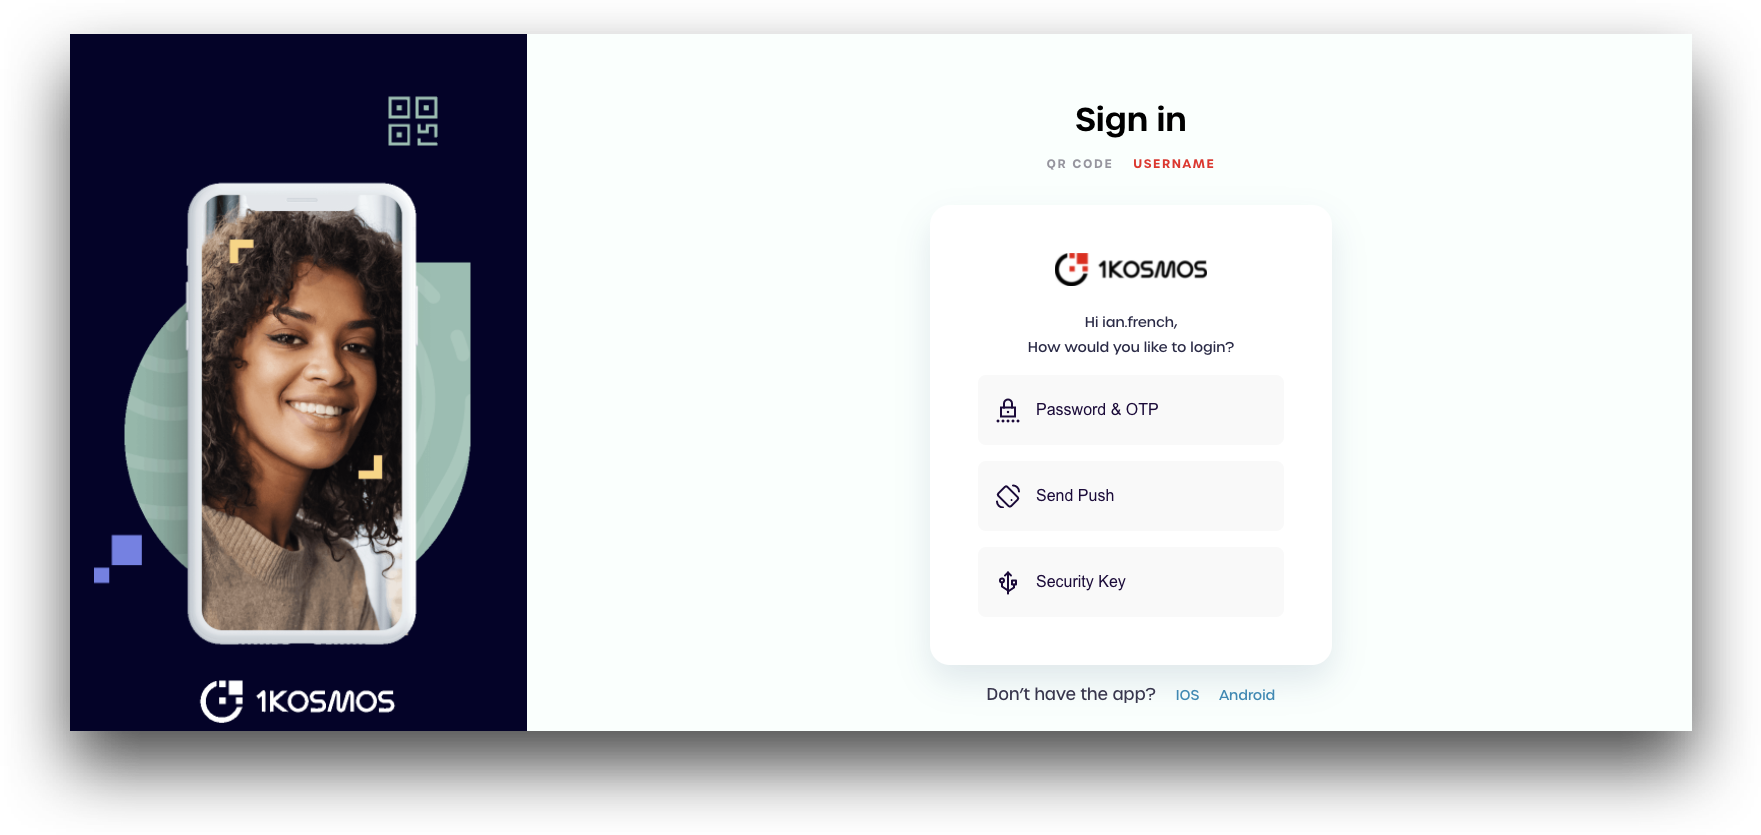 1KOSMOS
Sign in
QR CODE USERNAME
1KOSMOS
Hi ian.french,
How would you like to login?
Password & OTP
Send Push
Security Key
Don't have the app? IOS Android